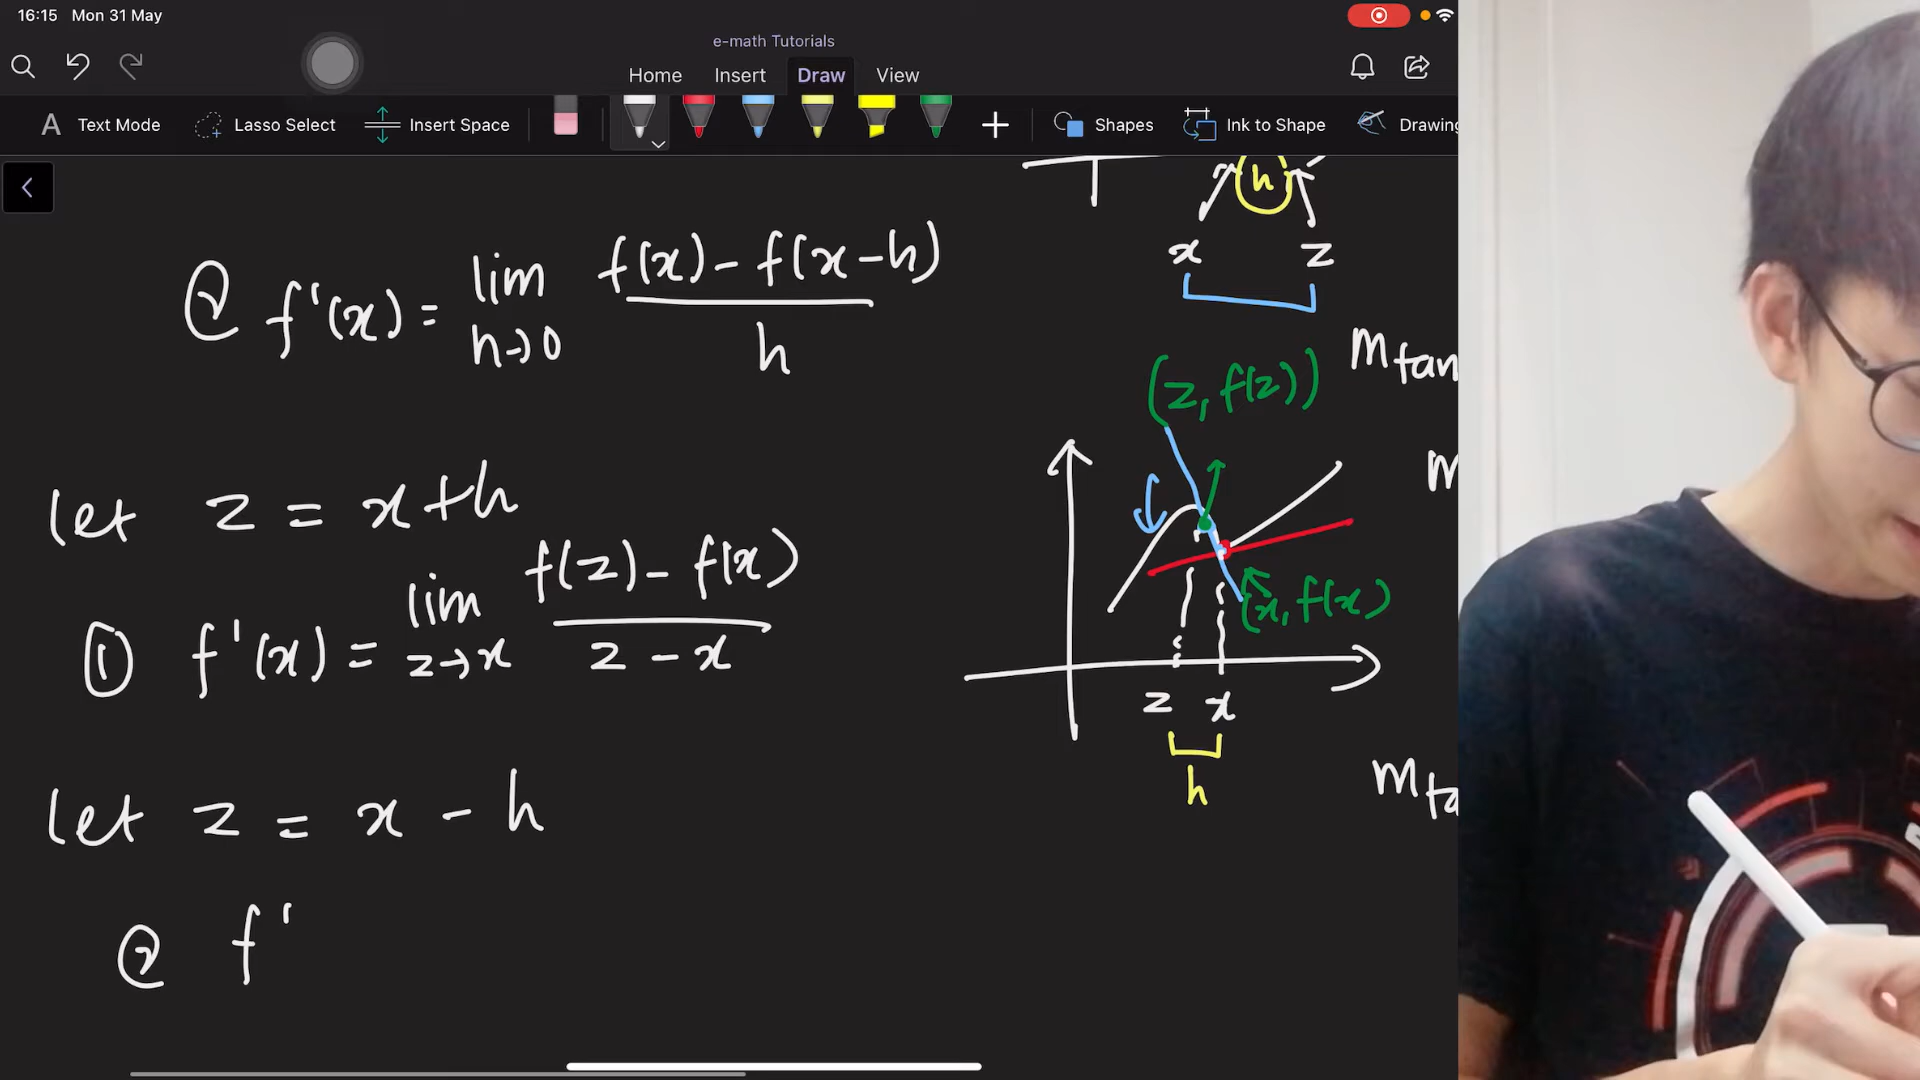 16:15 Mon 31 May
e-math Tutorials
Home Insert Draw View
A Text Mode Lasso Select Insert Space Shapes Ink to Shape Drawing
② f'(x) = lim h→0 f(x) - f(x-h) / h
let z = x+h
① f'(x) = lim z→x f(z) - f(x) / z - x
let z = x - h
② f'
h
x z
m tan
(z, f(z))
m
(x, f(x)
z x
h
m ta